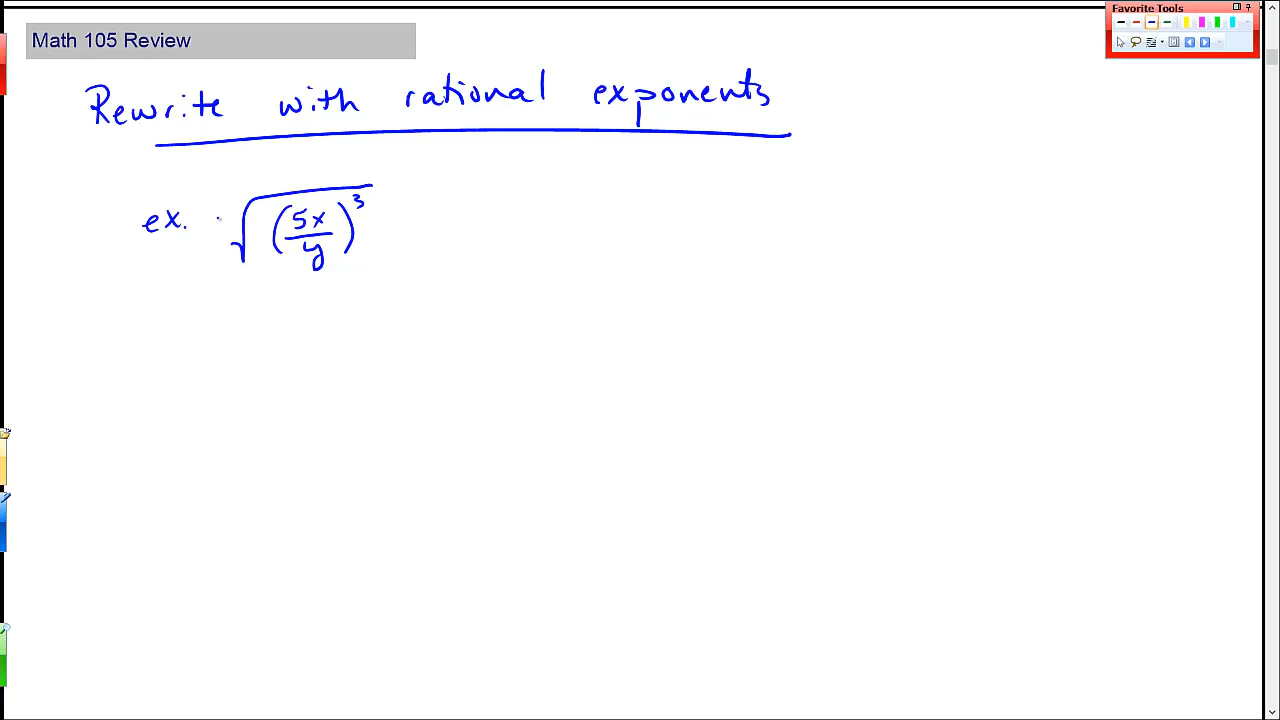 Favorite Tools
Math 105 Review
Rewrite with rational exponents
ex. √((5x/y)^3)